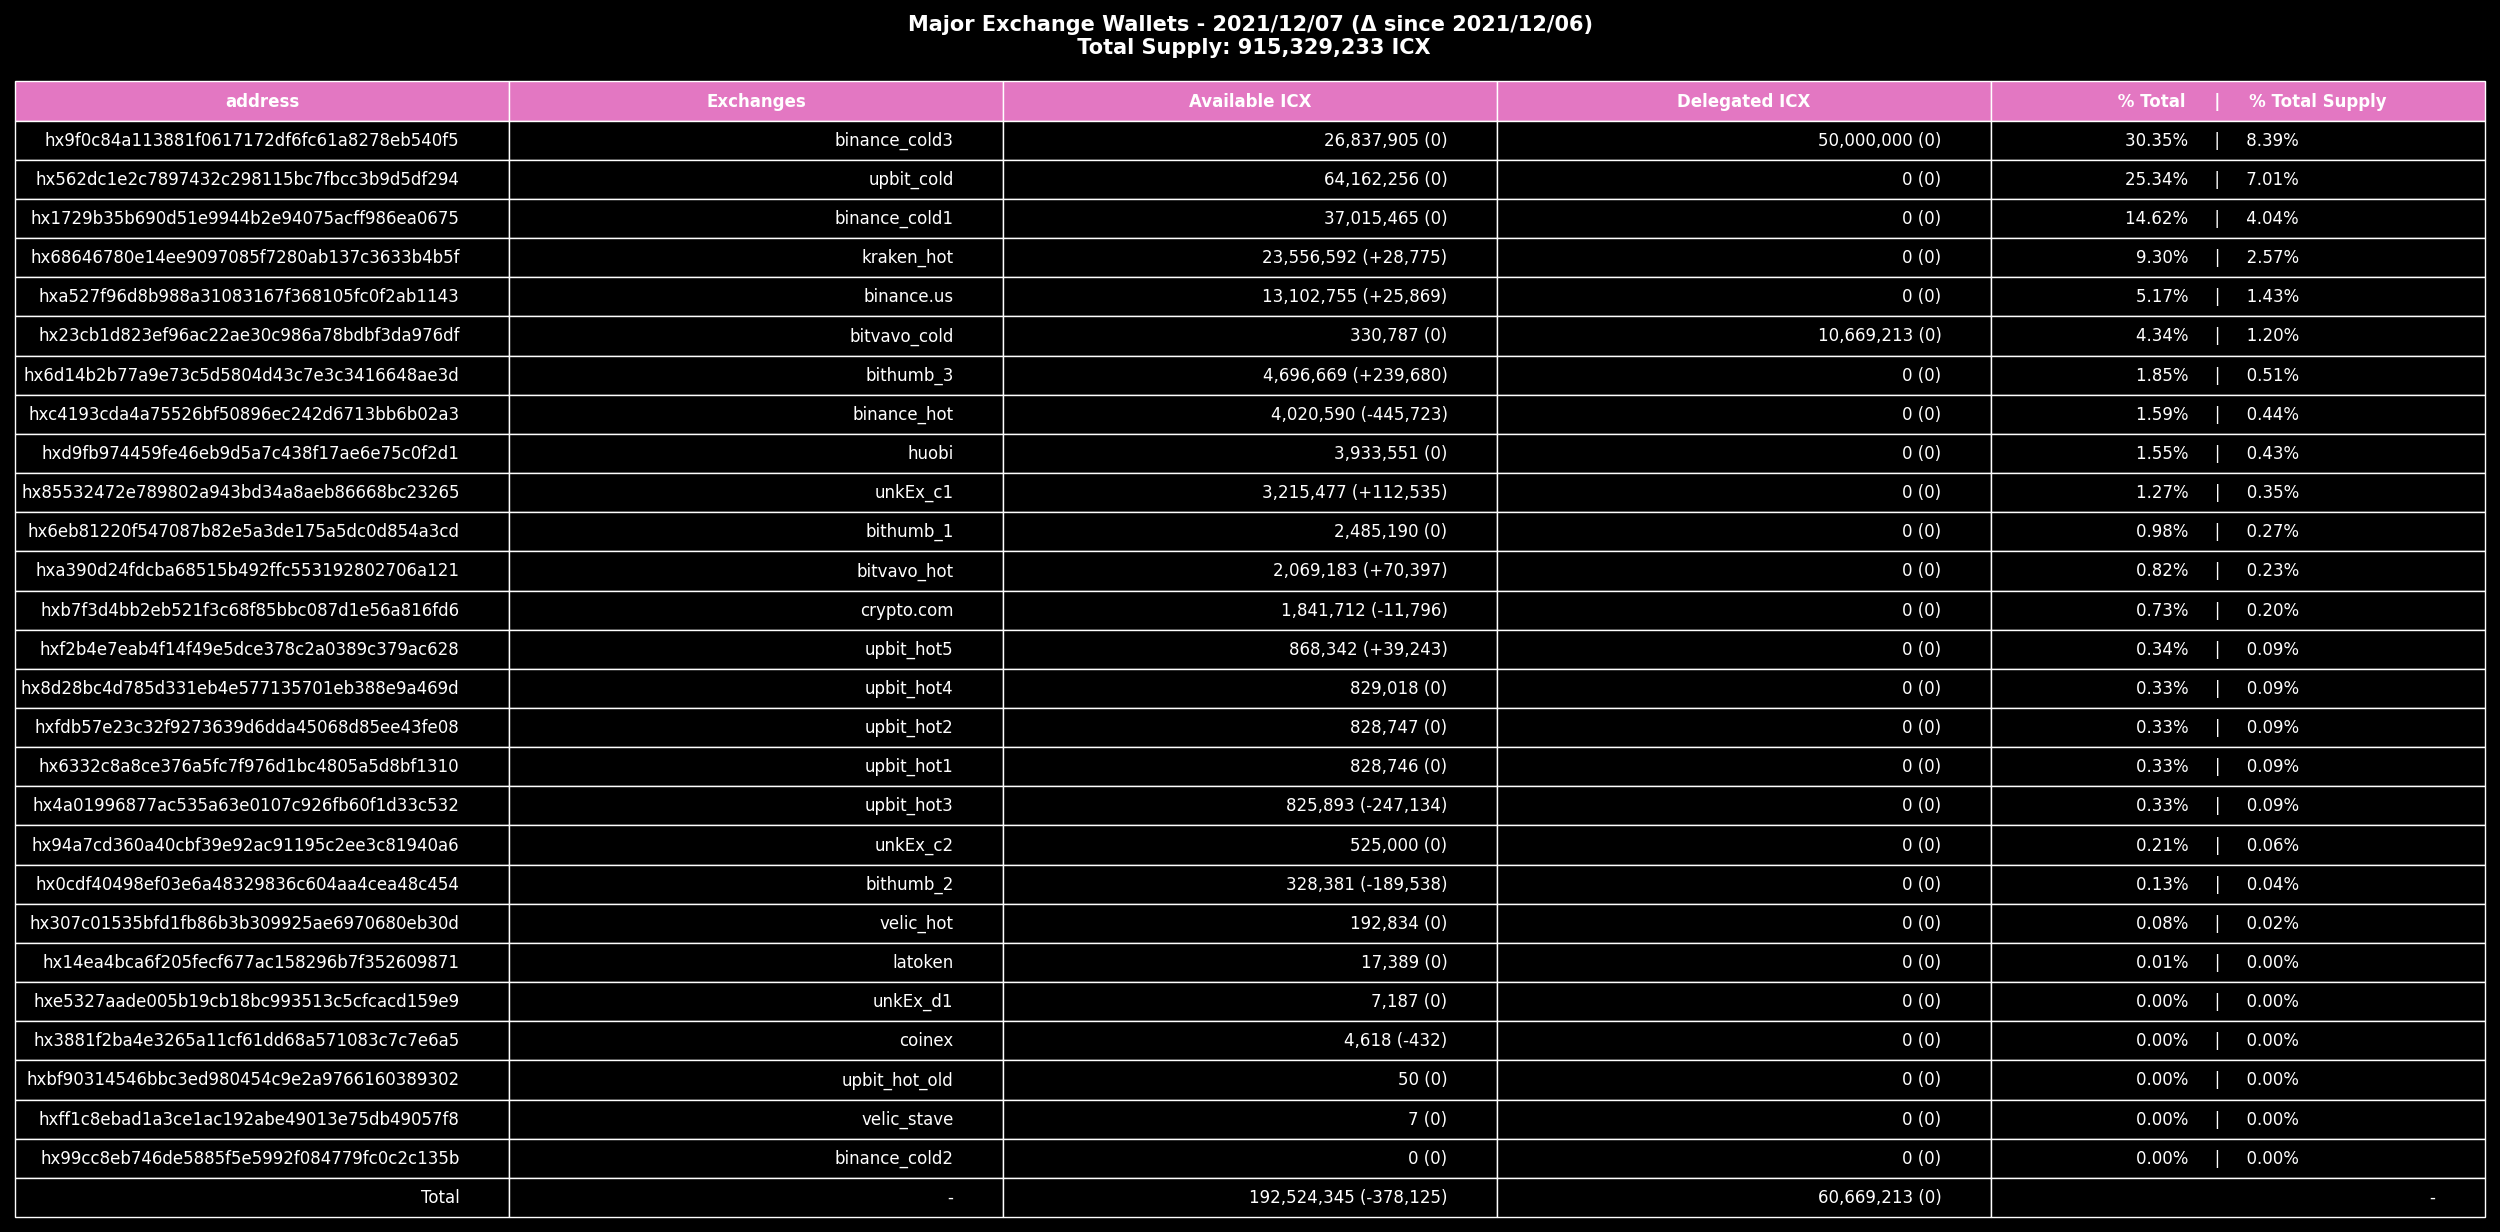 Major Exchange Wallets - 2021/12/07 (Δ since 2021/12/06)
Total Supply: 915,329,233 ICX
address Exchanges Available ICX Delegated ICX % Total | % Total Supply
hx9f0c84a113881f0617172df6fc61a8278eb540f5 binance_cold3 26,837,905 (0) 50,000,000 (0) 30.35% | 8.39%
hx562dc1e2c7897432c298115bc7fbcc3b9d5df294 upbit_cold 64,162,256 (0) 0 (0) 25.34% | 7.01%
hx1729b35b690d51e9944b2e94075acff986ea0675 binance_cold1 37,015,465 (0) 0 (0) 14.62% | 4.04%
hx68646780e14ee9097085f7280ab137c3633b4b5f kraken_hot 23,556,592 (+28,775) 0 (0) 9.30% | 2.57%
hxa527f96d8b988a31083167f368105fc0f2ab1143 binance.us 13,102,755 (+25,869) 0 (0) 5.17% | 1.43%
hx23cb1d823ef96ac22ae30c986a78bdbf3da976df bitvavo_cold 330,787 (0) 10,669,213 (0) 4.34% | 1.20%
hx6d14b2b77a9e73c5d5804d43c7e3c3416648ae3d bithumb_3 4,696,669 (+239,680) 0 (0) 1.85% | 0.51%
hxc4193cda4a75526bf50896ec242d6713bb6b02a3 binance_hot 4,020,590 (-445,723) 0 (0) 1.59% | 0.44%
hxd9fb974459fe46eb9d5a7c438f17ae6e75c0f2d1 huobi 3,933,551 (0) 0 (0) 1.55% | 0.43%
hx85532472e789802a943bd34a8aeb86668bc23265 unkEx_c1 3,215,477 (+112,535) 0 (0) 1.27% | 0.35%
hx6eb81220f547087b82e5a3de175a5dc0d854a3cd bithumb_1 2,485,190 (0) 0 (0) 0.98% | 0.27%
hxa390d24fdcba68515b492ffc553192802706a121 bitvavo_hot 2,069,183 (+70,397) 0 (0) 0.82% | 0.23%
hxb7f3d4bb2eb521f3c68f85bbc087d1e56a816fd6 crypto.com 1,841,712 (-11,796) 0 (0) 0.73% | 0.20%
hxf2b4e7eab4f14f49e5dce378c2a0389c379ac628 upbit_hot5 868,342 (+39,243) 0 (0) 0.34% | 0.09%
hx8d28bc4d785d331eb4e577135701eb388e9a469d upbit_hot4 829,018 (0) 0 (0) 0.33% | 0.09%
hxfdb57e23c32f9273639d6dda45068d85ee43fe08 upbit_hot2 828,747 (0) 0 (0) 0.33% | 0.09%
hx6332c8a8ce376a5fc7f976d1bc4805a5d8bf1310 upbit_hot1 828,746 (0) 0 (0) 0.33% | 0.09%
hx4a01996877ac535a63e0107c926fb60f1d33c532 upbit_hot3 825,893 (-247,134) 0 (0) 0.33% | 0.09%
hx94a7cd360a40cbf39e92ac91195c2ee3c81940a6 unkEx_c2 525,000 (0) 0 (0) 0.21% | 0.06%
hx0cdf40498ef03e6a48329836c604aa4cea48c454 bithumb_2 328,381 (-189,538) 0 (0) 0.13% | 0.04%
hx307c01535bfd1fb86b3b309925ae6970680eb30d velic_hot 192,834 (0) 0 (0) 0.08% | 0.02%
hx14ea4bca6f205fecf677ac158296b7f352609871 latoken 17,389 (0) 0 (0) 0.01% | 0.00%
hxe5327aade005b19cb18bc993513c5cfcacd159e9 unkEx_d1 7,187 (0) 0 (0) 0.00% | 0.00%
hx3881f2ba4e3265a11cf61dd68a571083c7c7e6a5 coinex 4,618 (-432) 0 (0) 0.00% | 0.00%
hxbf90314546bbc3ed980454c9e2a9766160389302 upbit_hot_old 50 (0) 0 (0) 0.00% | 0.00%
hxff1c8ebad1a3ce1ac192abe49013e75db49057f8 velic_stave 7 (0) 0 (0) 0.00% | 0.00%
hx99cc8eb746de5885f5e5992f084779fc0c2c135b binance_cold2 0 (0) 0 (0) 0.00% | 0.00%
Total - 192,524,345 (-378,125) 60,669,213 (0) -